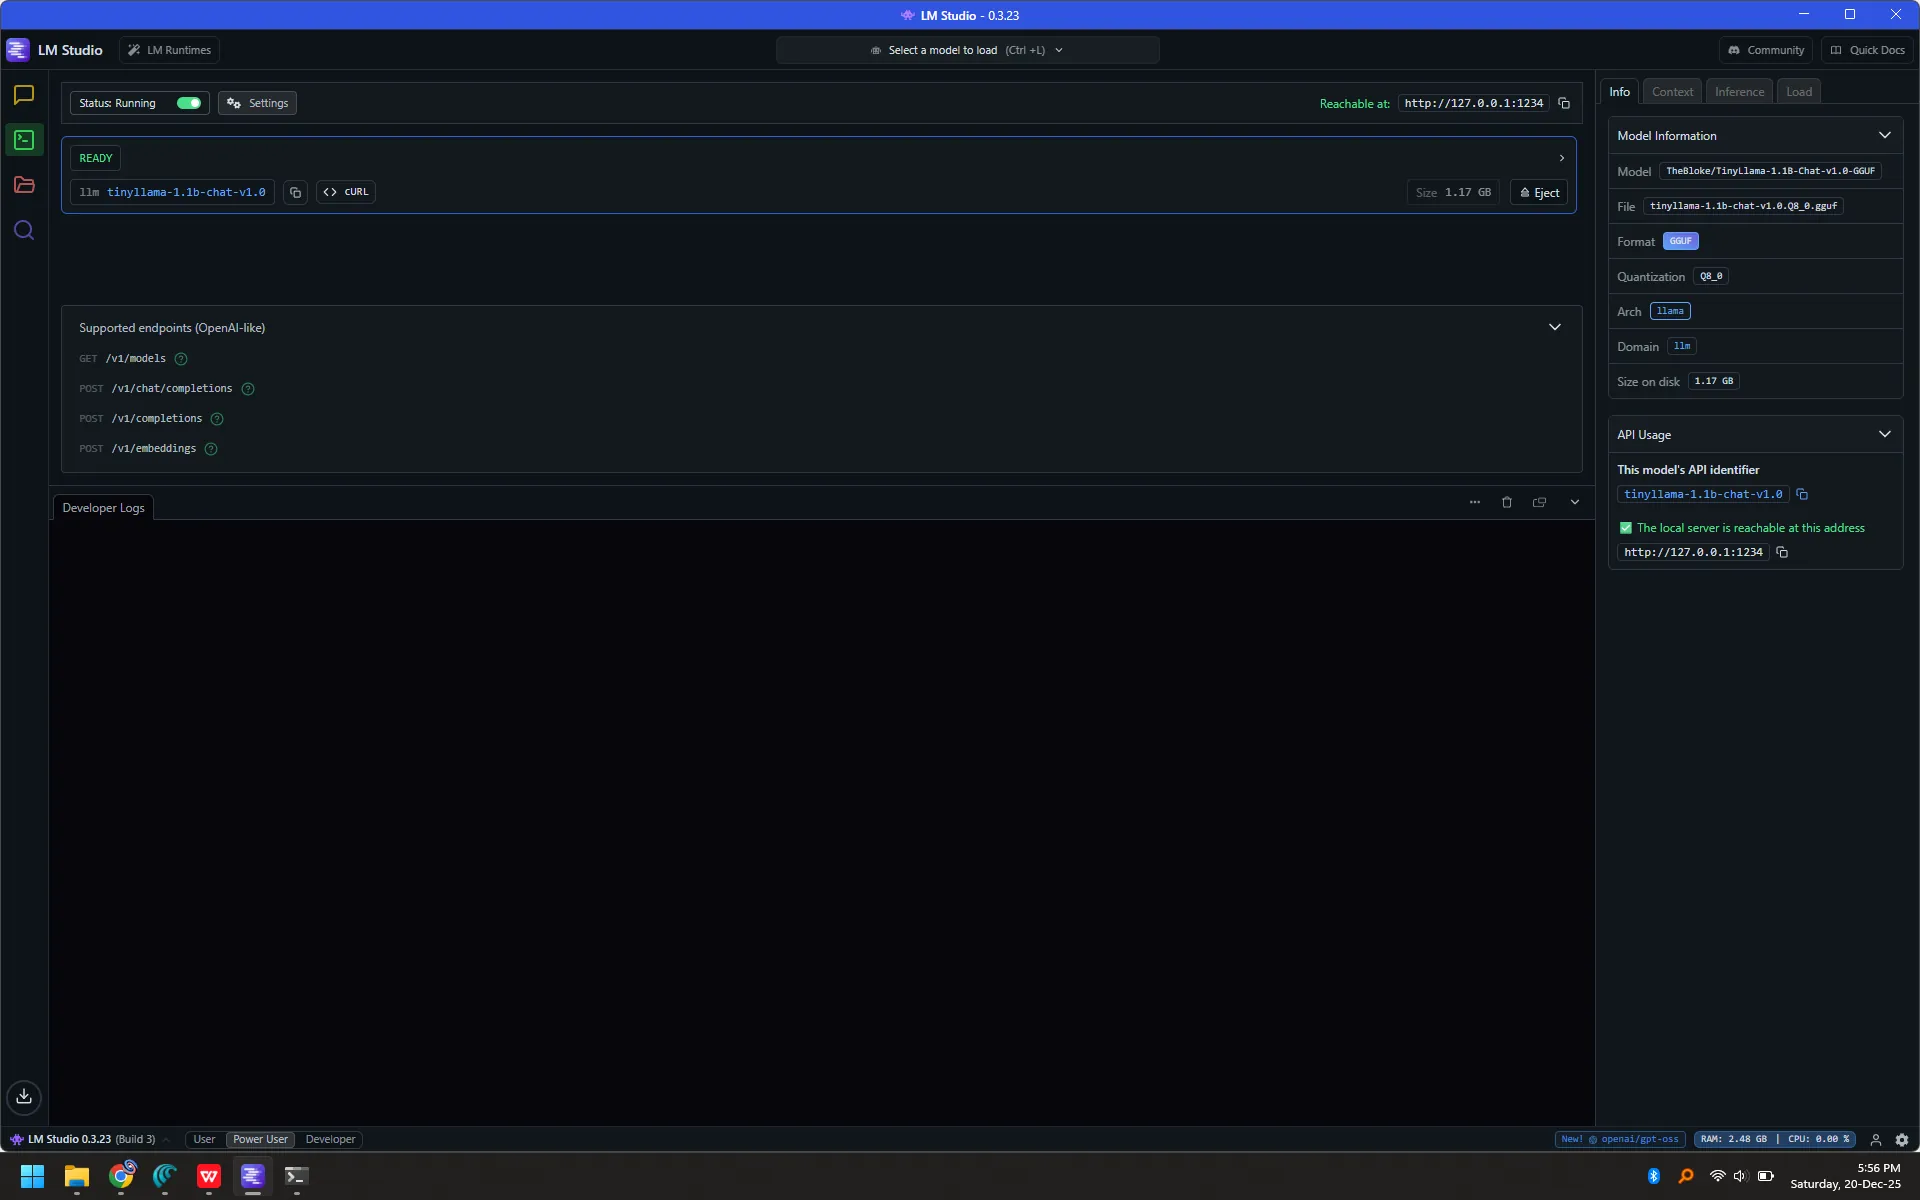 LM Studio - 0.3.23
LM Studio
LM Runtimes
Select a model to load (Ctrl +L)
Community
Quick Docs
Status: Running
Settings
Reachable at: http://127.0.0.1:1234
READY
llm tinyllama-1.1b-chat-v1.0
cURL
Size 1.17 GB
Eject
Supported endpoints (OpenAI-like)
GET /v1/models
POST /v1/chat/completions
POST /v1/completions
POST /v1/embeddings
Developer Logs
Info
Context
Inference
Load
Model Information
Model TheBloke/TinyLlama-1.1B-Chat-v1.0-GGUF
File tinyllama-1.1b-chat-v1.0.Q8_0.gguf
Format GGUF
Quantization Q8_0
Arch llama
Domain llm
Size on disk 1.17 GB
API Usage
This model's API identifier
tinyllama-1.1b-chat-v1.0
The local server is reachable at this address
http://127.0.0.1:1234
LM Studio 0.3.23 (Build 3)
User
Power User
Developer
New! openai/gpt-oss
RAM: 2.48 GB | CPU: 0.00 %
5:56 PM
Saturday, 20-Dec-25